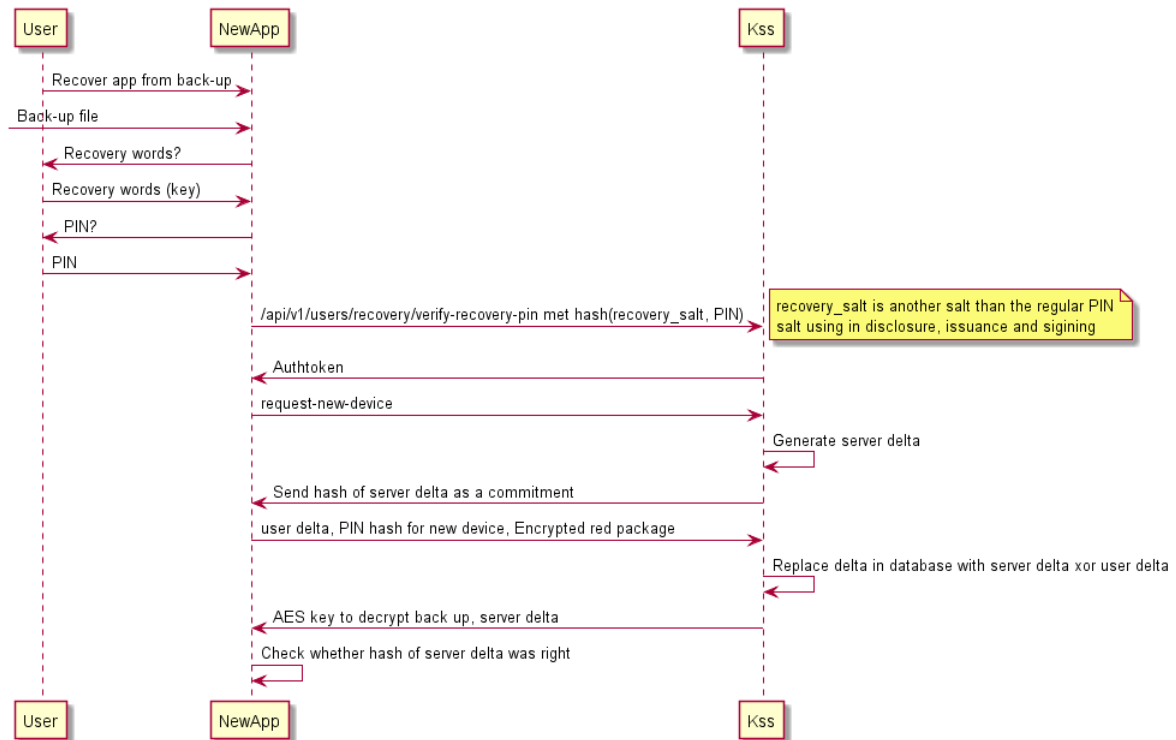 User NewApp Kss
Recover app from back-up
Back-up file
Recovery words?
Recovery words (key)
PIN?
PIN
/api/v1/users/recovery/verify-recovery-pin met hash(recovery_salt, PIN)
recovery_salt is another salt than the regular PIN
salt using in disclosure, issuance and sigining
Authtoken
request-new-device
Generate server delta
Send hash of server delta as a commitment
user delta, PIN hash for new device, Encrypted red package
Replace delta in database with server delta xor user delta
AES key to decrypt back up, server delta
Check whether hash of server delta was right
User NewApp Kss